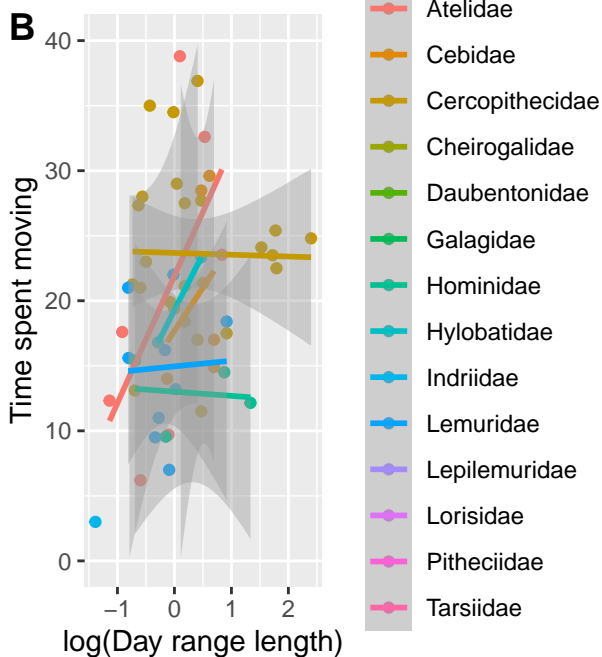 B
40
30
20
10
0
Time spent moving
−1 0 1 2
log(Day range length)
Atelidae
Cebidae
Cercopithecidae
Cheirogalidae
Daubentonidae
Galagidae
Hominidae
Hylobatidae
Indriidae
Lemuridae
Lepilemuridae
Lorisidae
Pitheciidae
Tarsiidae